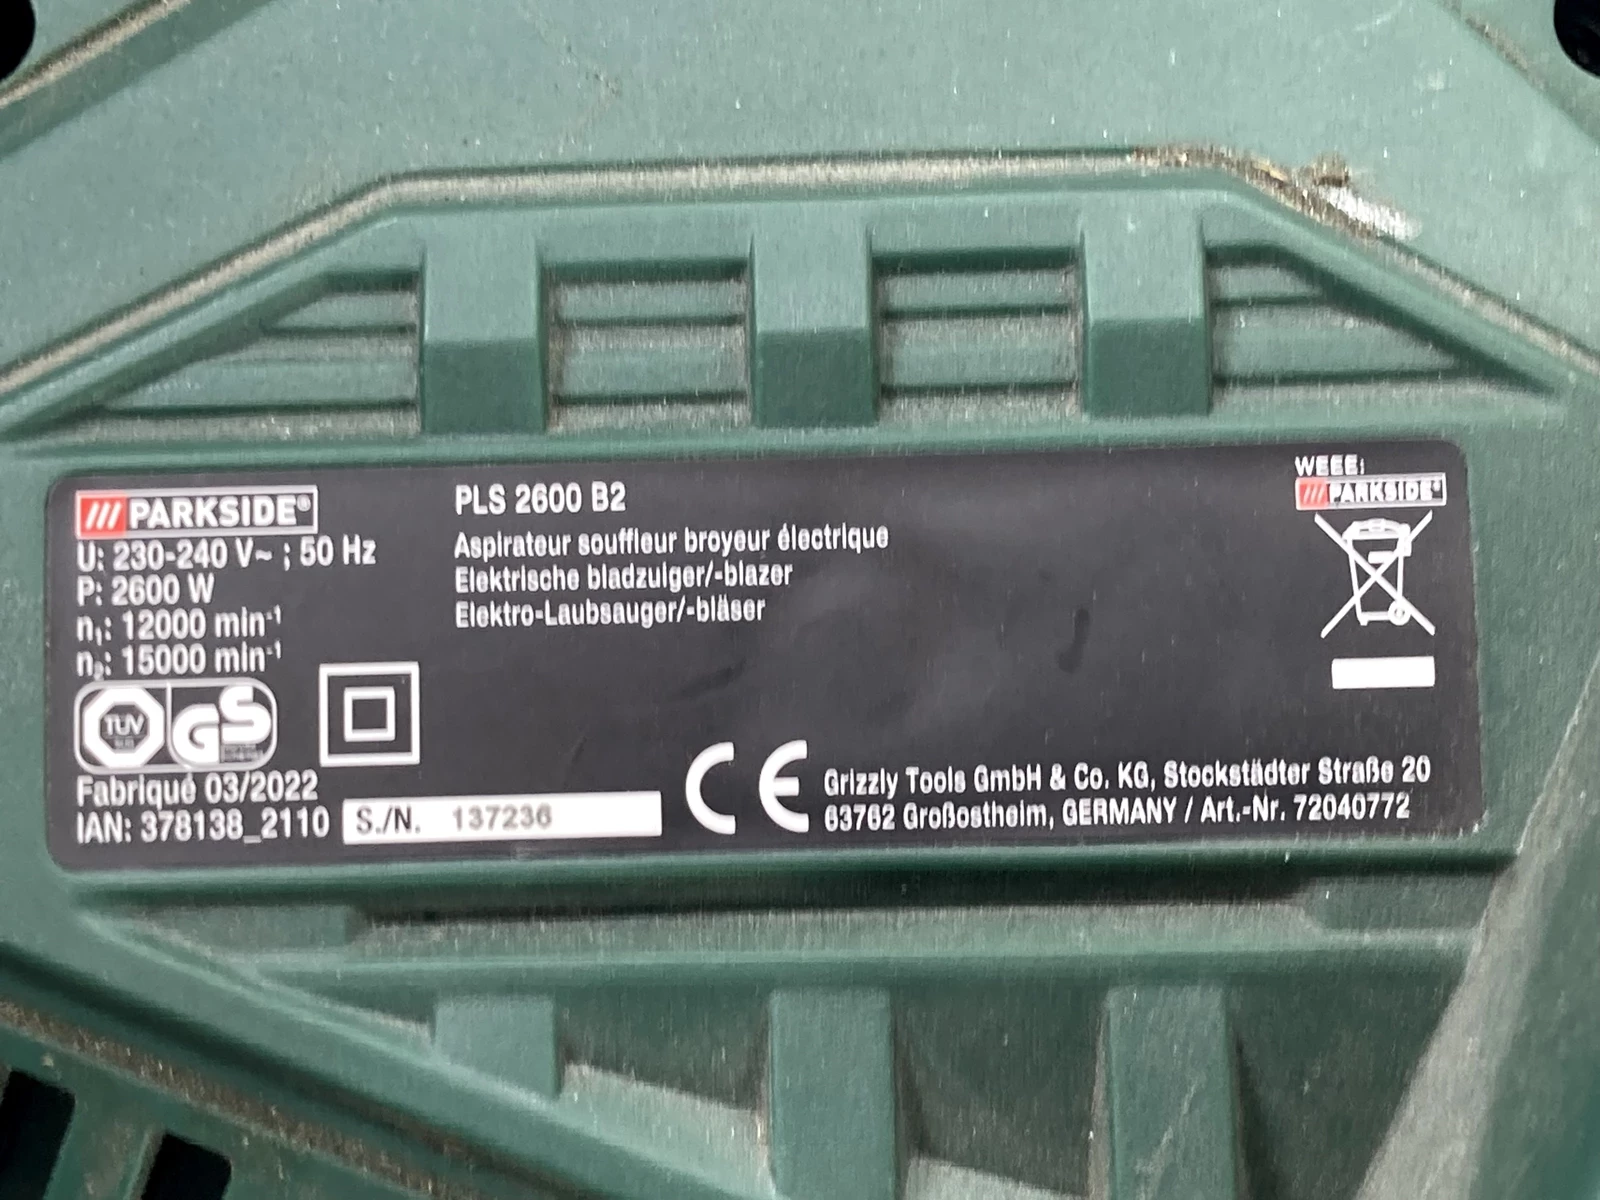 PARKSIDE®
U: 230-240 V~ ; 50 Hz
P: 2600 W
n₁: 12000 min⁻¹
n₂: 15000 min⁻¹
TÜV
GS
Fabriqué 03/2022
IAN: 378138_2110
S./N. 137236
PLS 2600 B2
Aspirateur souffleur broyeur électrique
Elektrische bladzuiger/-blazer
Elektro-Laubsauger/-bläser
WEEE:
PARKSIDE®
CE
Grizzly Tools GmbH & Co. KG, Stockstädter Straße 20
63762 Großostheim, GERMANY / Art.-Nr. 72040772